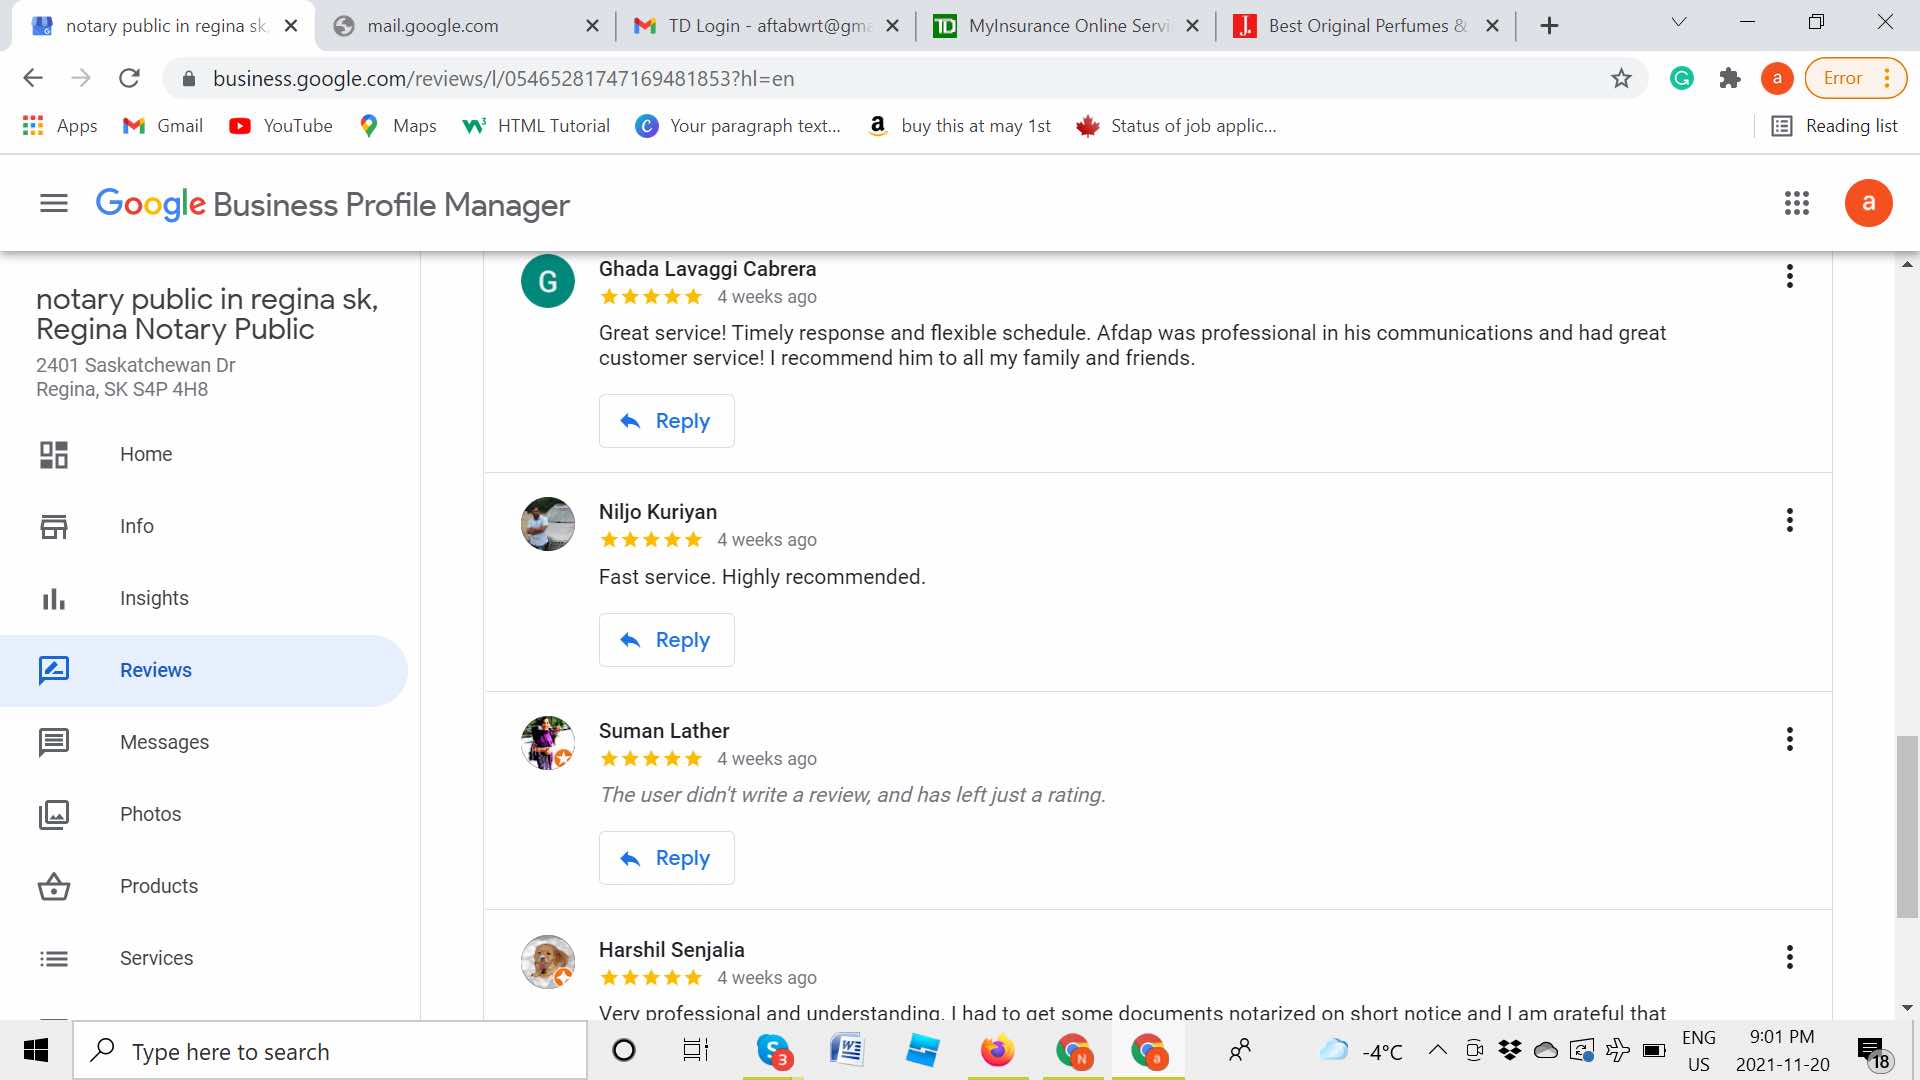 notary public in regina sk,
mail.google.com
TD Login - aftabwrt@gma
MyInsurance Online Servi
Best Original Perfumes &
business.google.com/reviews/l/05465281747169481853?hl=en
Error
Apps
Gmail
YouTube
Maps
HTML Tutorial
Your paragraph text...
buy this at may 1st
Status of job applic...
Reading list
Google Business Profile Manager
a
notary public in regina sk,
Regina Notary Public
2401 Saskatchewan Dr
Regina, SK S4P 4H8
Home
Info
Insights
Reviews
Messages
Photos
Products
Services
G
Ghada Lavaggi Cabrera
4 weeks ago
Great service! Timely response and flexible schedule. Afdap was professional in his communications and had great
customer service! I recommend him to all my family and friends.
Reply
Niljo Kuriyan
4 weeks ago
Fast service. Highly recommended.
Reply
Suman Lather
4 weeks ago
The user didn't write a review, and has left just a rating.
Reply
Harshil Senjalia
4 weeks ago
Very professional and understanding. I had to get some documents notarized on short notice and I am grateful that
Type here to search
3
N
a
-4°C
ENG
US
9:01 PM
2021-11-20
18